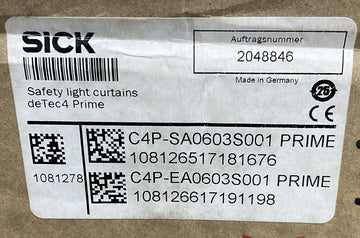 SICK
Auftragsnummer
2048846
Made in Germany
Safety light curtains
deTec4 Prime
25
CE
C4P-SA0603S001 PRIME
108126517181676
1081278
C4P-EA0603S001 PRIME
108126617191198